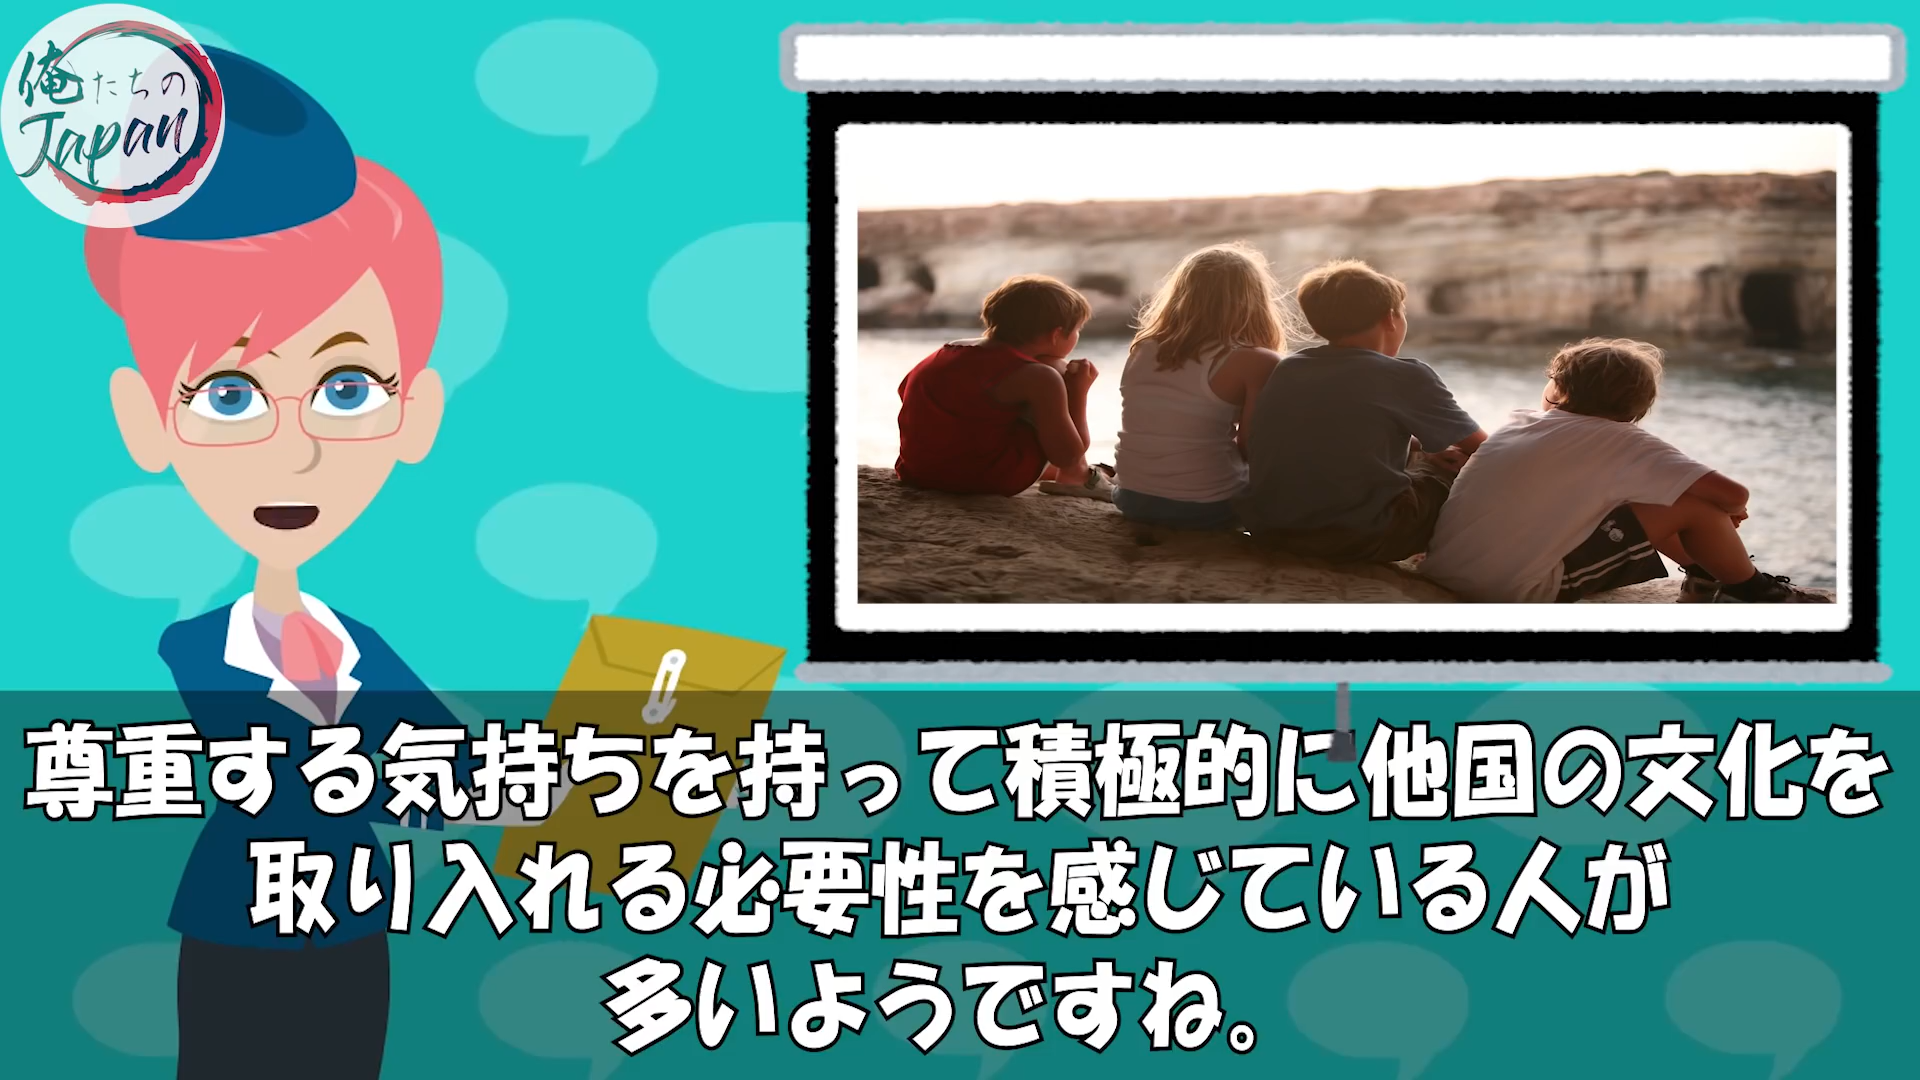 俺たちの
Japan
尊重する気持ちを持って積極的に他国の文化を
取り入れる必要性を感じている人が
多いようですね。